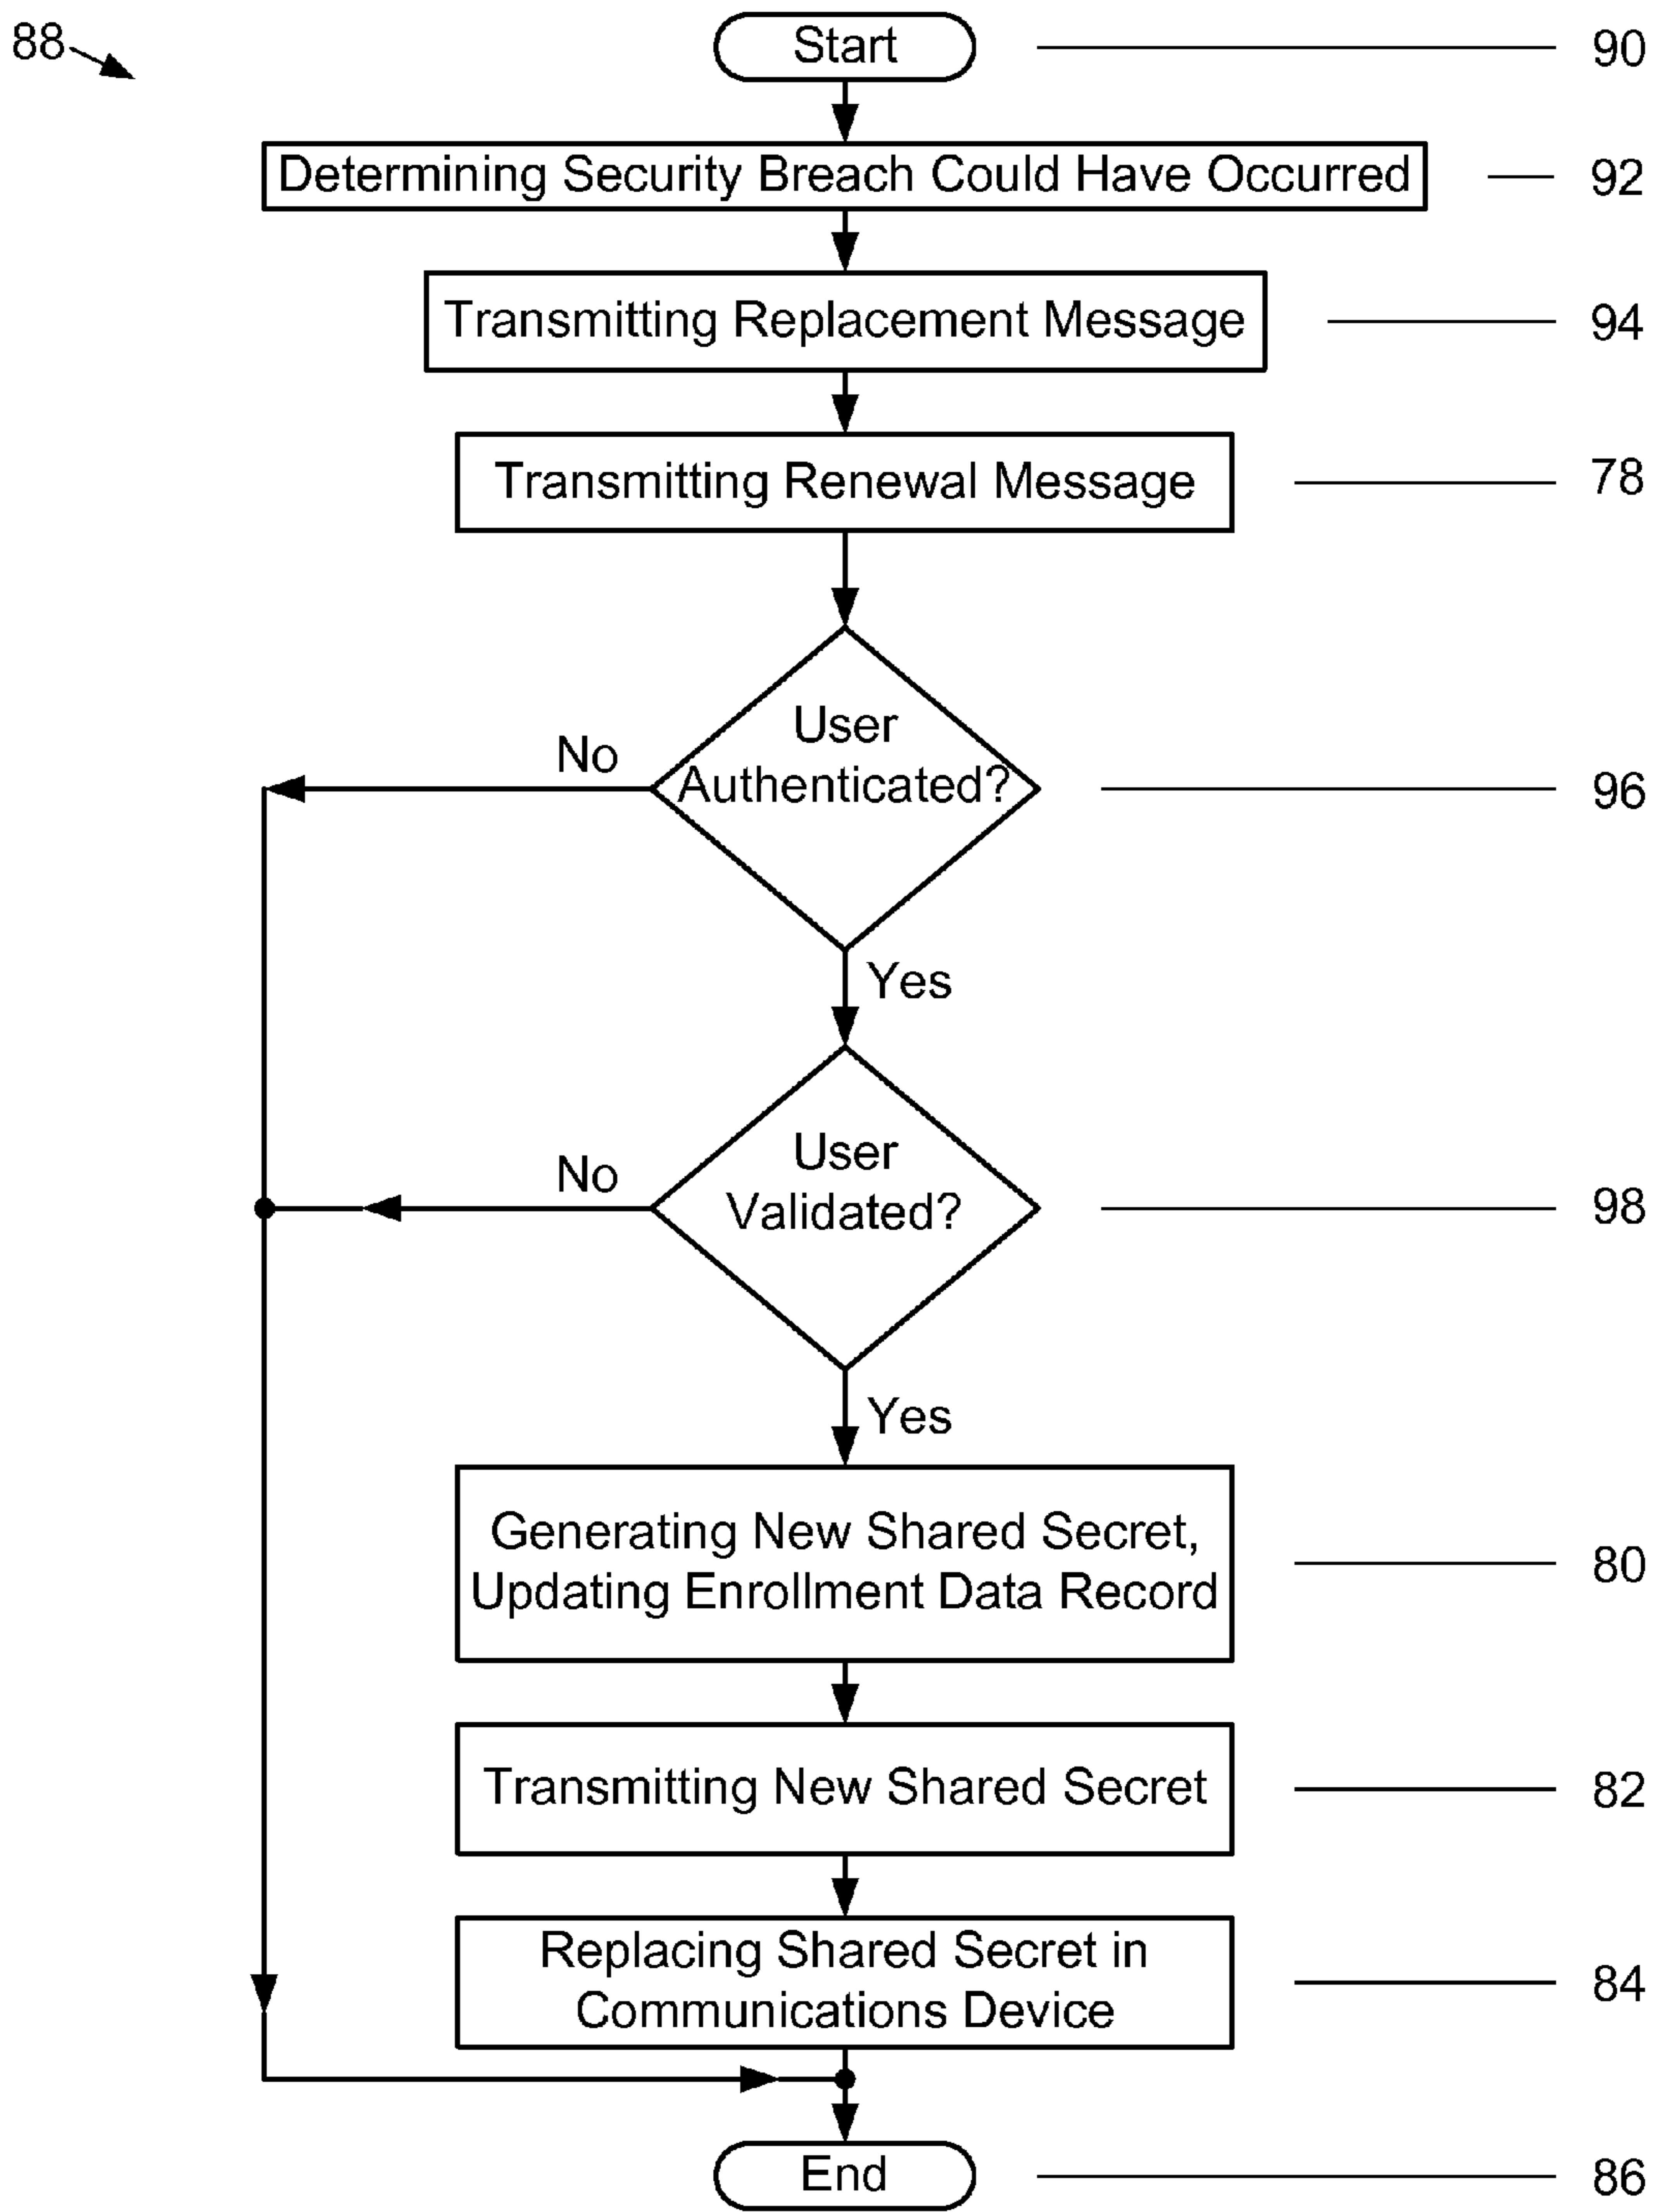 88
Start
90
Determining Security Breach Could Have Occurred
92
Transmitting Replacement Message
94
Transmitting Renewal Message
78
User
Authenticated?
No
96
Yes
User
Validated?
No
98
Yes
Generating New Shared Secret,
Updating Enrollment Data Record
80
Transmitting New Shared Secret
82
Replacing Shared Secret in
Communications Device
84
End
86